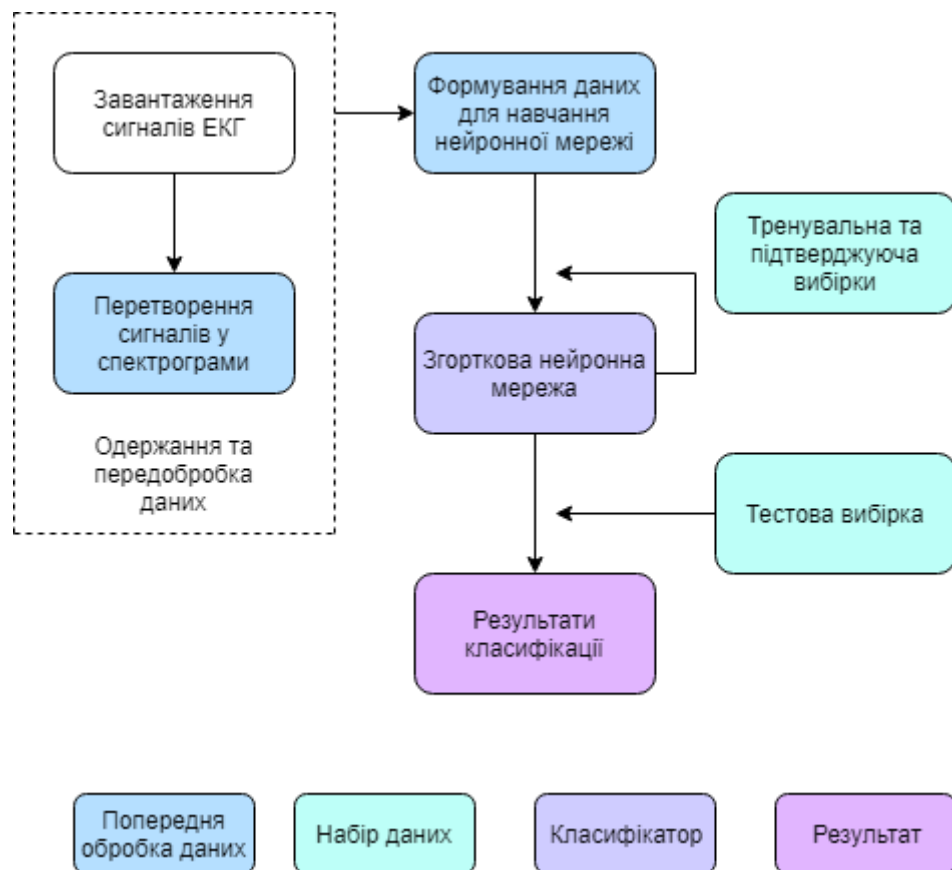 Завантаження
сигналів ЕКГ
Формування даних
для навчання
нейронної мережі
Тренувальна та
підтверджуюча
вибірки
Перетворення
сигналів у
спектрограми
Згорткова нейронна
мережа
Одержання та
передобробка
даних
Тестова вибірка
Результати
класифікації
Попередня
обробка даних
Набір даних
Класифікатор
Результат